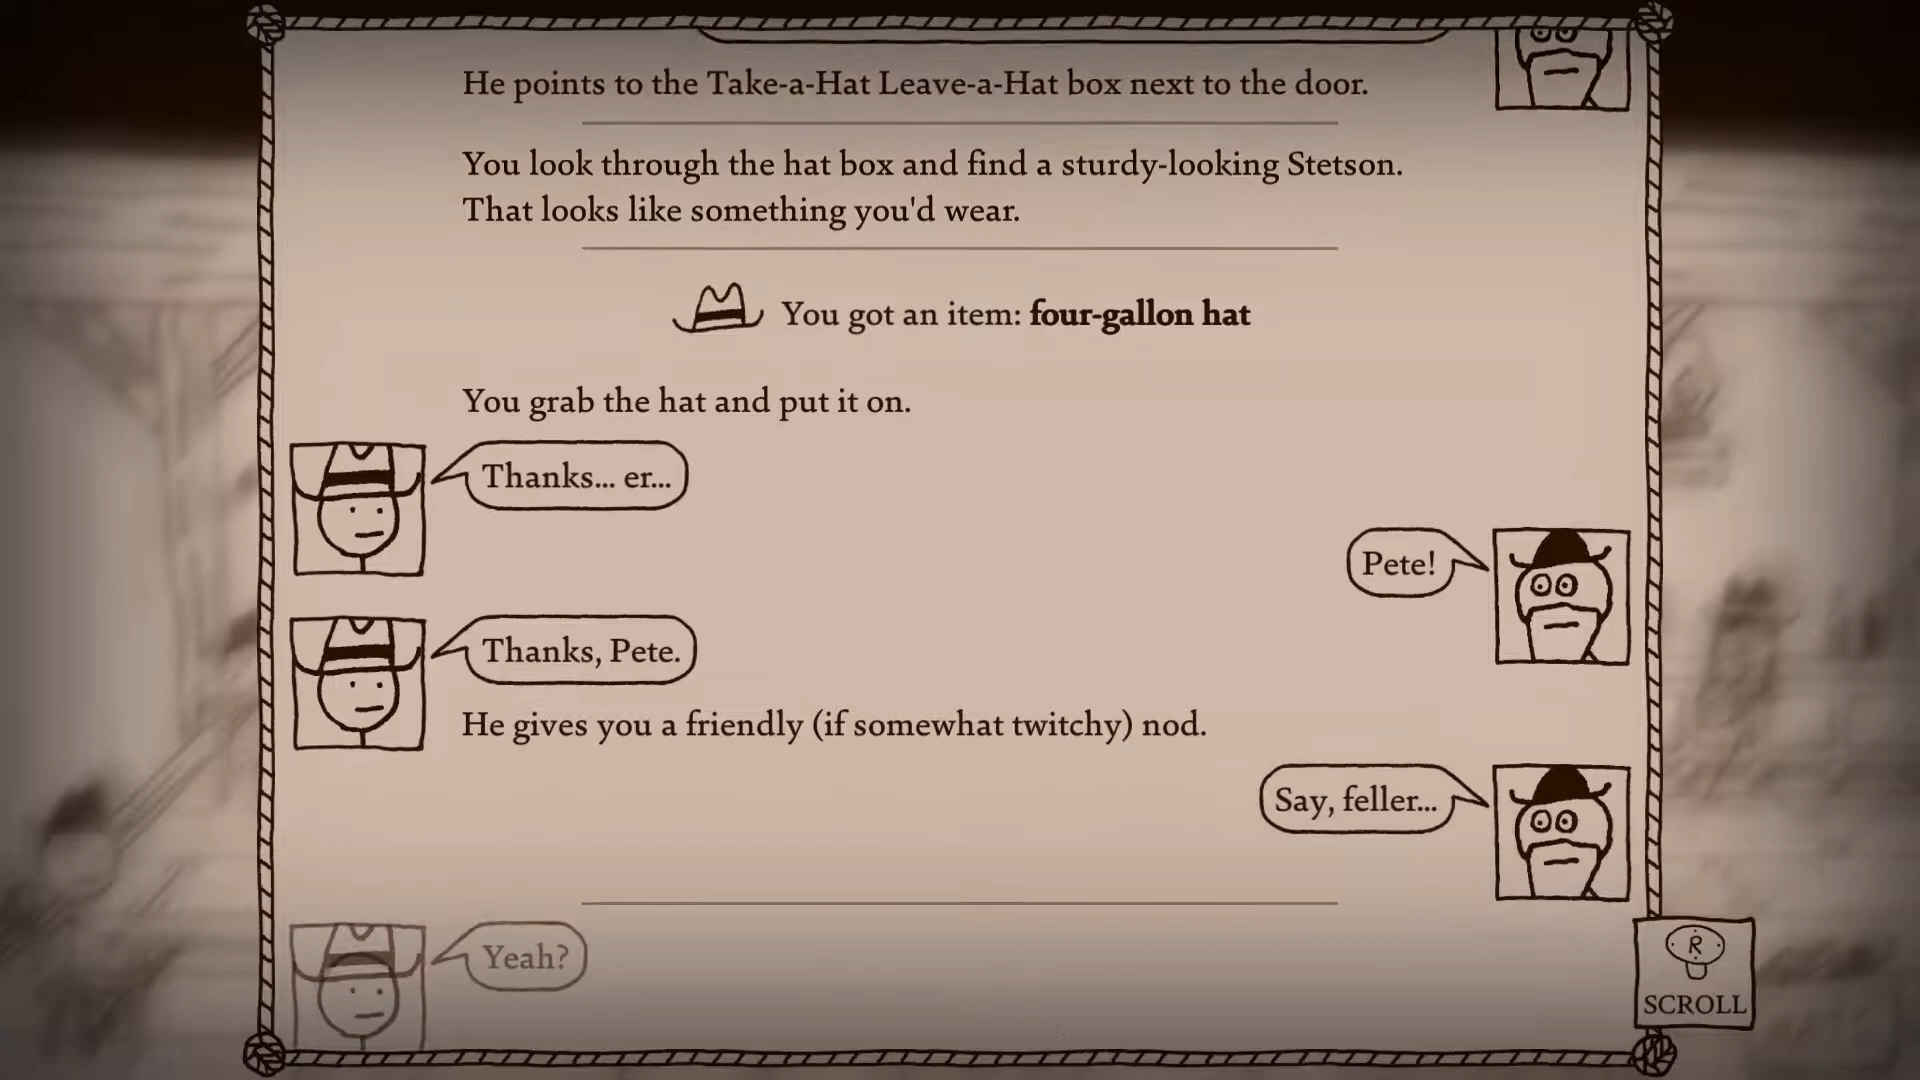 He points to the Take-a-Hat Leave-a-Hat box next to the door.
You look through the hat box and find a sturdy-looking Stetson.
That looks like something you'd wear.
You got an item: four-gallon hat
You grab the hat and put it on.
Thanks... er...
Pete!
Thanks, Pete.
He gives you a friendly (if somewhat twitchy) nod.
Say, feller...
Yeah?
R
SCROLL